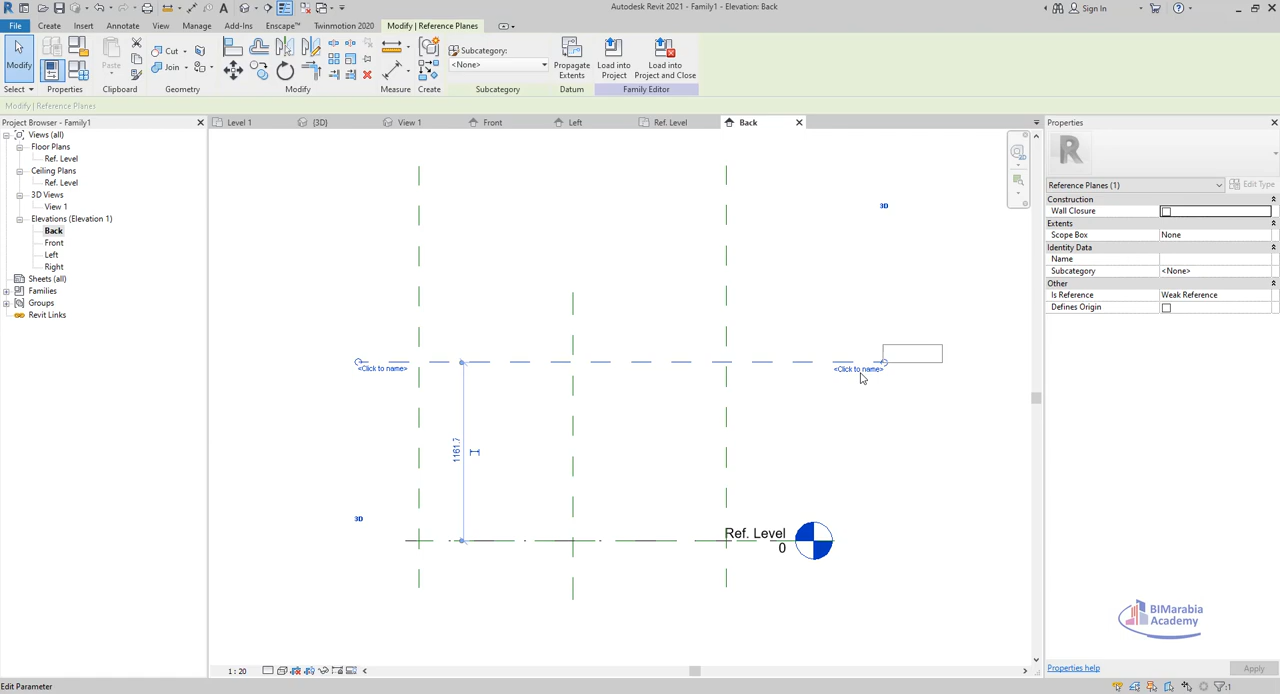 Autodesk Revit 2021 - Family1 - Elevation: Back
Sign In
File
Create
Insert
Annotate
View
Manage
Add-Ins
Enscape™
Twinmotion 2020
Modify | Reference Planes
Modify
Paste
Cut
Join
Subcategory:
<None>
Propagate Extents
Load into Project
Load into Project and Close
Select
Properties
Clipboard
Geometry
Modify
Measure
Create
Subcategory
Datum
Family Editor
Modify | Reference Planes
Project Browser - Family1
Level 1
{3D}
View 1
Front
Left
Ref. Level
Back
Properties
Views (all)
Floor Plans
Ref. Level
Ceiling Plans
Ref. Level
3D Views
View 1
Elevations (Elevation 1)
Back
Front
Left
Right
Sheets (all)
Families
Groups
Revit Links
3D
<Click to name>
<Click to name>
1161.7
3D
Ref. Level
0
Reference Planes (1)
Edit Type
Construction
Wall Closure
Extents
Scope Box None
Identity Data
Name
Subcategory <None>
Other
Is Reference Weak Reference
Defines Origin
BIMarabia
Academy
Properties help
Apply
1 : 20
Edit Parameter
:1